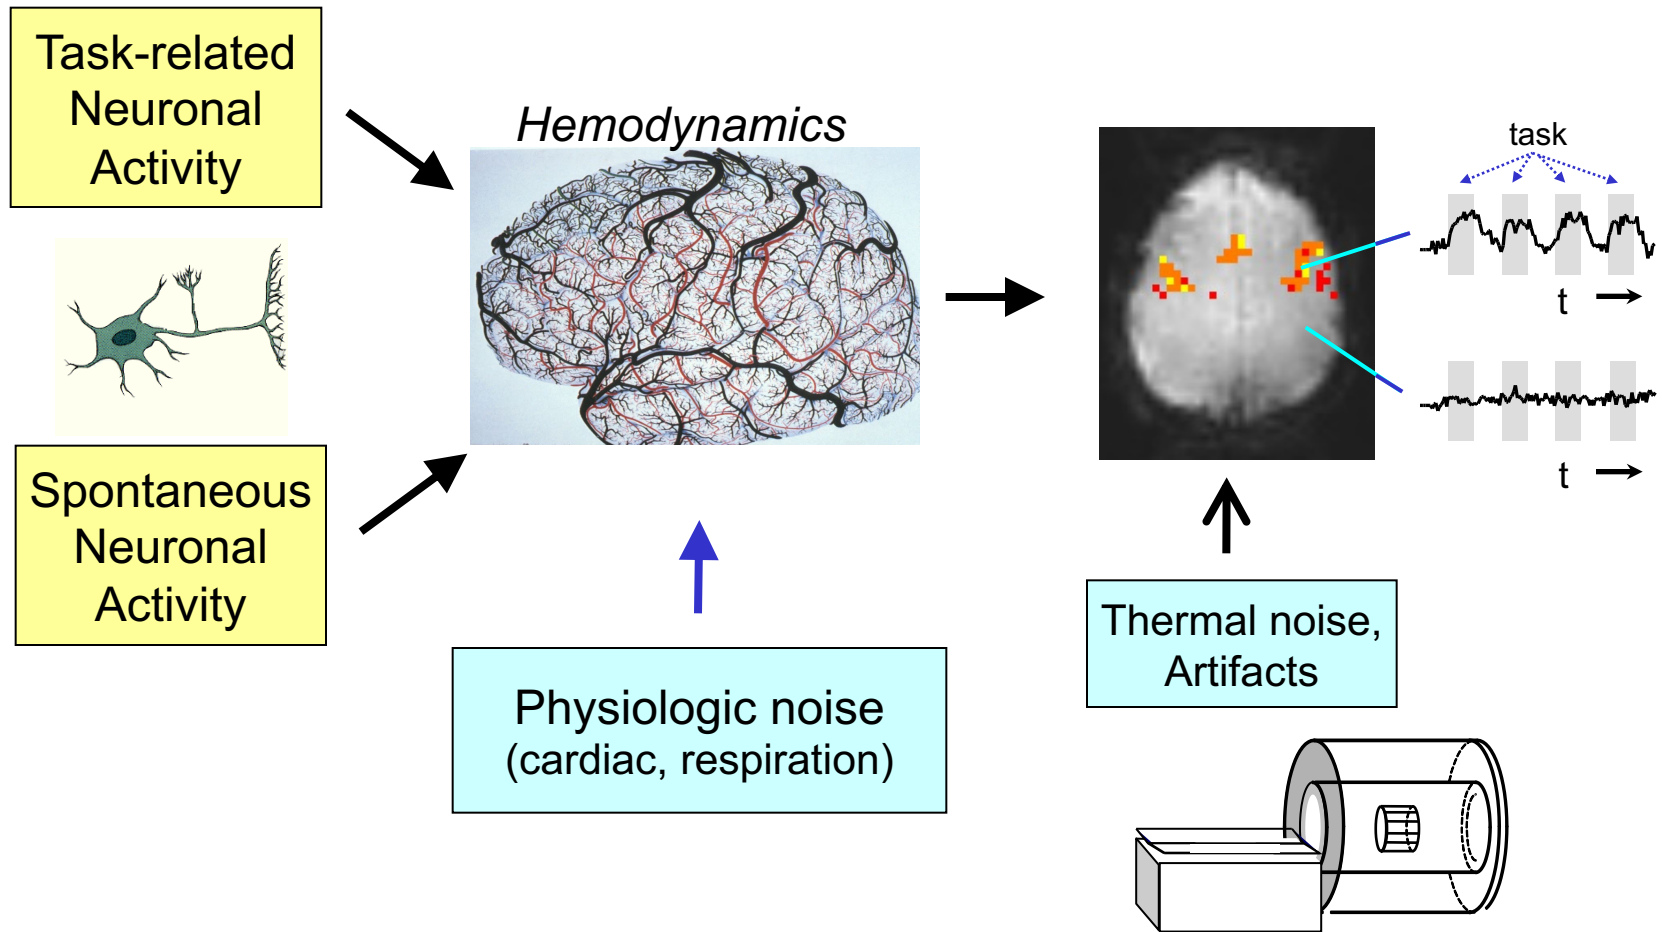 Task-related
Neuronal
Activity
Hemodynamics
task
t
t
Spontaneous
Neuronal
Activity
Physiologic noise
(cardiac, respiration)
Thermal noise,
Artifacts